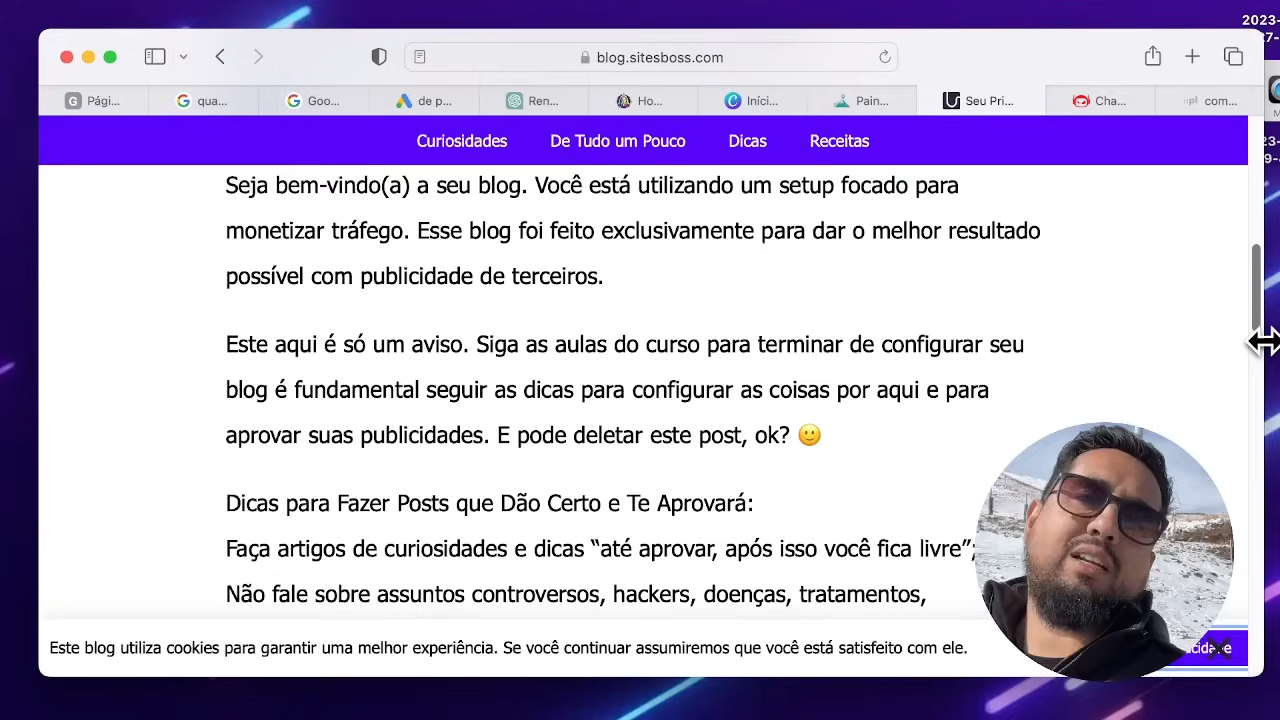 2023-
-27-
blog.sitesboss.com
Pági...
qua...
Goo...
de p...
Ren...
Ho...
Iníci...
Pain...
Seu Pri...
Cha...
upl com...
Curiosidades De Tudo um Pouco Dicas Receitas
Seja bem-vindo(a) a seu blog. Você está utilizando um setup focado para
monetizar tráfego. Esse blog foi feito exclusivamente para dar o melhor resultado
possível com publicidade de terceiros.
Este aqui é só um aviso. Siga as aulas do curso para terminar de configurar seu
blog é fundamental seguir as dicas para configurar as coisas por aqui e para
aprovar suas publicidades. E pode deletar este post, ok? 🙂
Dicas para Fazer Posts que Dão Certo e Te Aprovará:
Faça artigos de curiosidades e dicas “até aprovar, após isso você fica livre”;
Não fale sobre assuntos controversos, hackers, doenças, tratamentos,
Este blog utiliza cookies para garantir uma melhor experiência. Se você continuar assumiremos que você está satisfeito com ele.